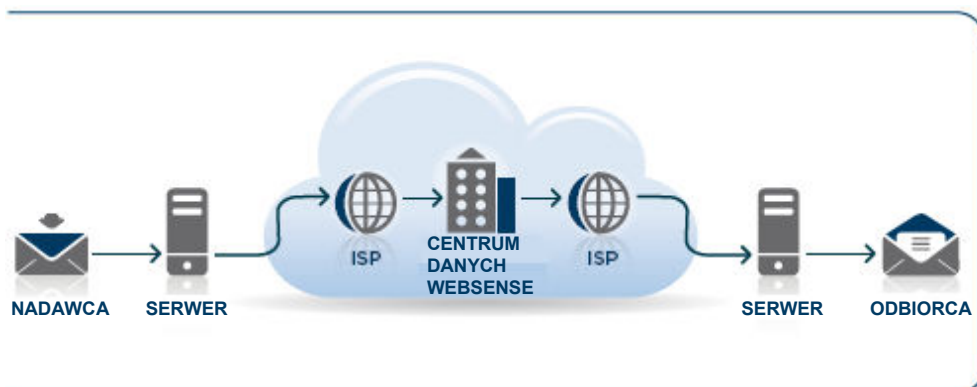 NADAWCA
SERWER
ISP
CENTRUM
DANYCH
WEBSENSE
ISP
SERWER
ODBIORCA